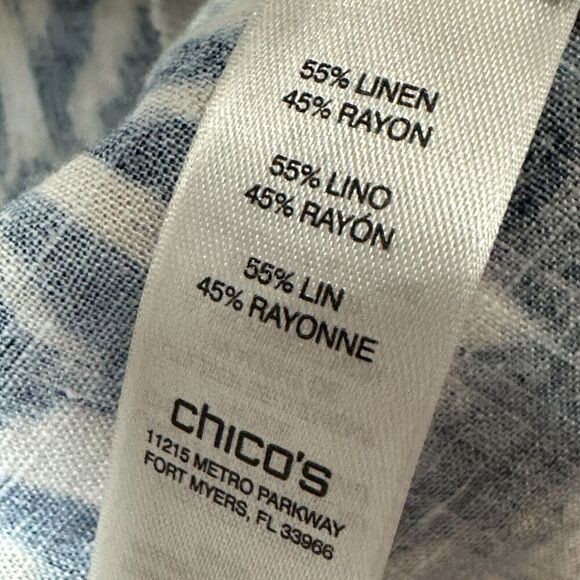 55% LINEN
45% RAYON
55% LINO
45% RAYÓN
55% LIN
45% RAYONNE
chico's
11215 METRO PARKWAY
FORT MYERS, FL 33966